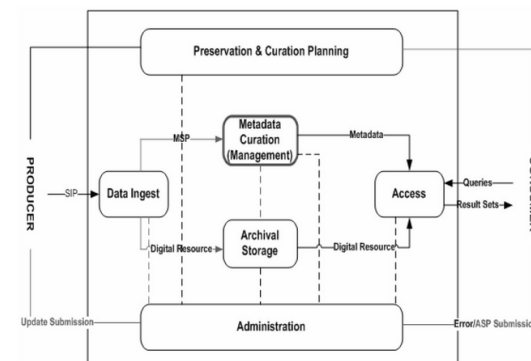 Preservation & Curation Planning
MSP
Metadata
Curation
(Management)
Metadata
PRODUCER
SIP
Data Ingest
Access
Queries
Result Sets
Digital Resource
Archival
Storage
Digital Resource
Update Submission
Administration
Error/ASP Submission